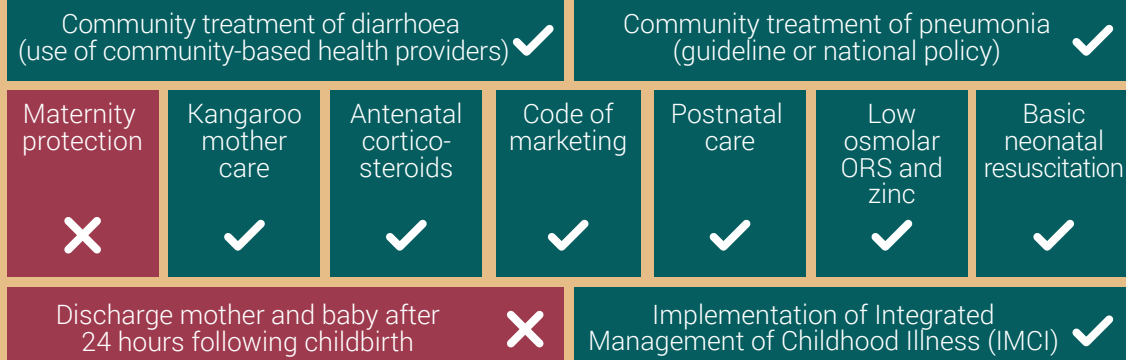 Community treatment of diarrhoea
(use of community-based health providers)
Community treatment of pneumonia
(guideline or national policy)
Maternity
protection
Kangaroo
mother
care
Antenatal
cortico-
steroids
Code of
marketing
Postnatal
care
Low
osmolar
ORS and
zinc
Basic
neonatal
resuscitation
Discharge mother and baby after
24 hours following childbirth
Implementation of Integrated
Management of Childhood Illness (IMCI)